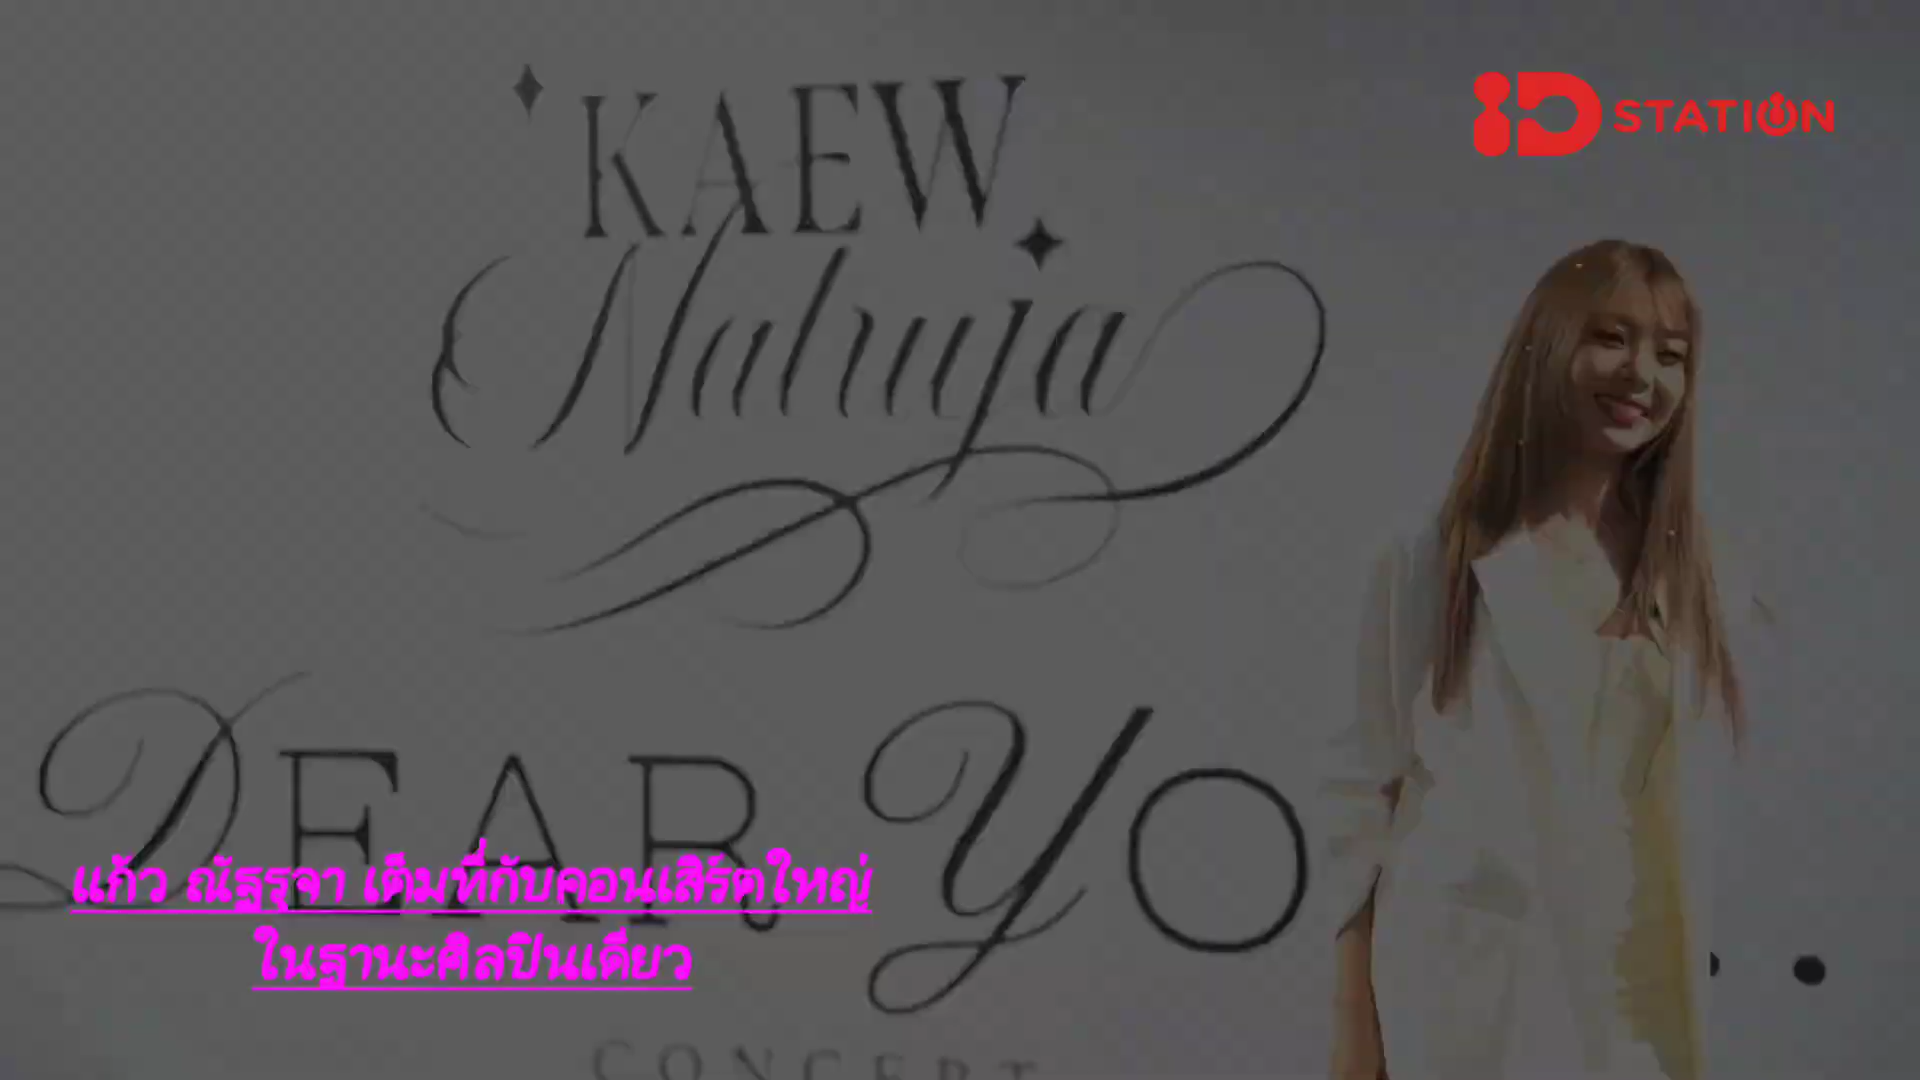 KAEW
Natruja
iD STATION
DEAR YO
..
CONCERT
แก้ว ณัฐรุจา เต็มที่กับคอนเสิร์ตใหญ่
ในฐานะศิลปินเดี่ยว